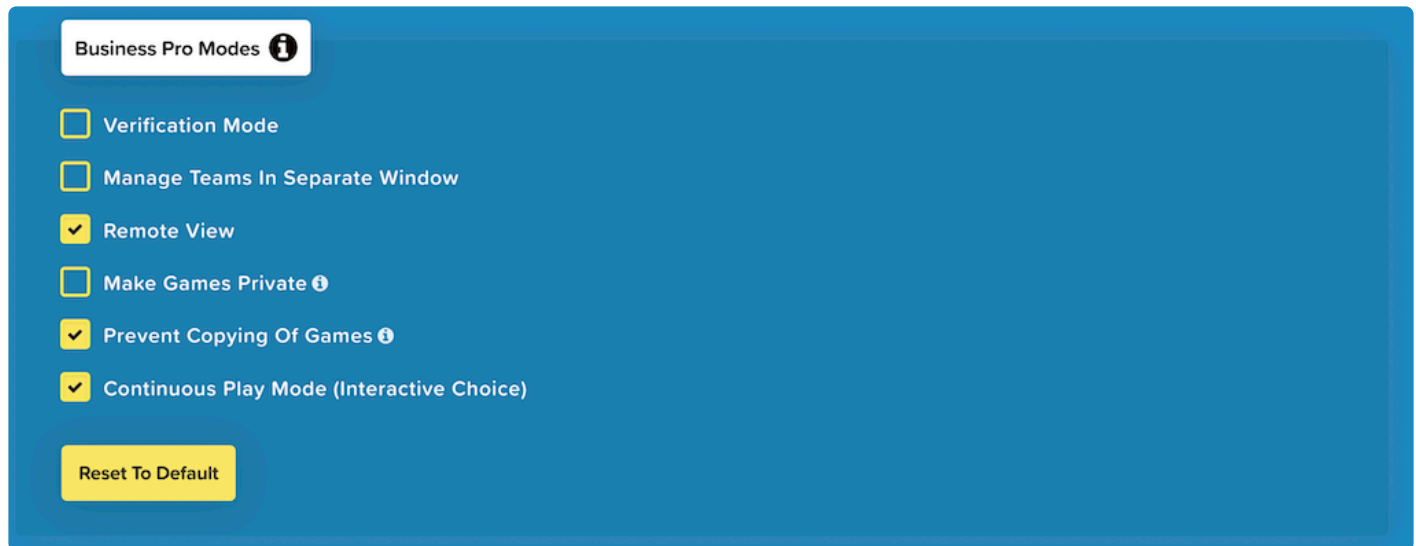 Business Pro Modes
Verification Mode
Manage Teams In Separate Window
Remote View
Make Games Private
Prevent Copying Of Games
Continuous Play Mode (Interactive Choice)
Reset To Default